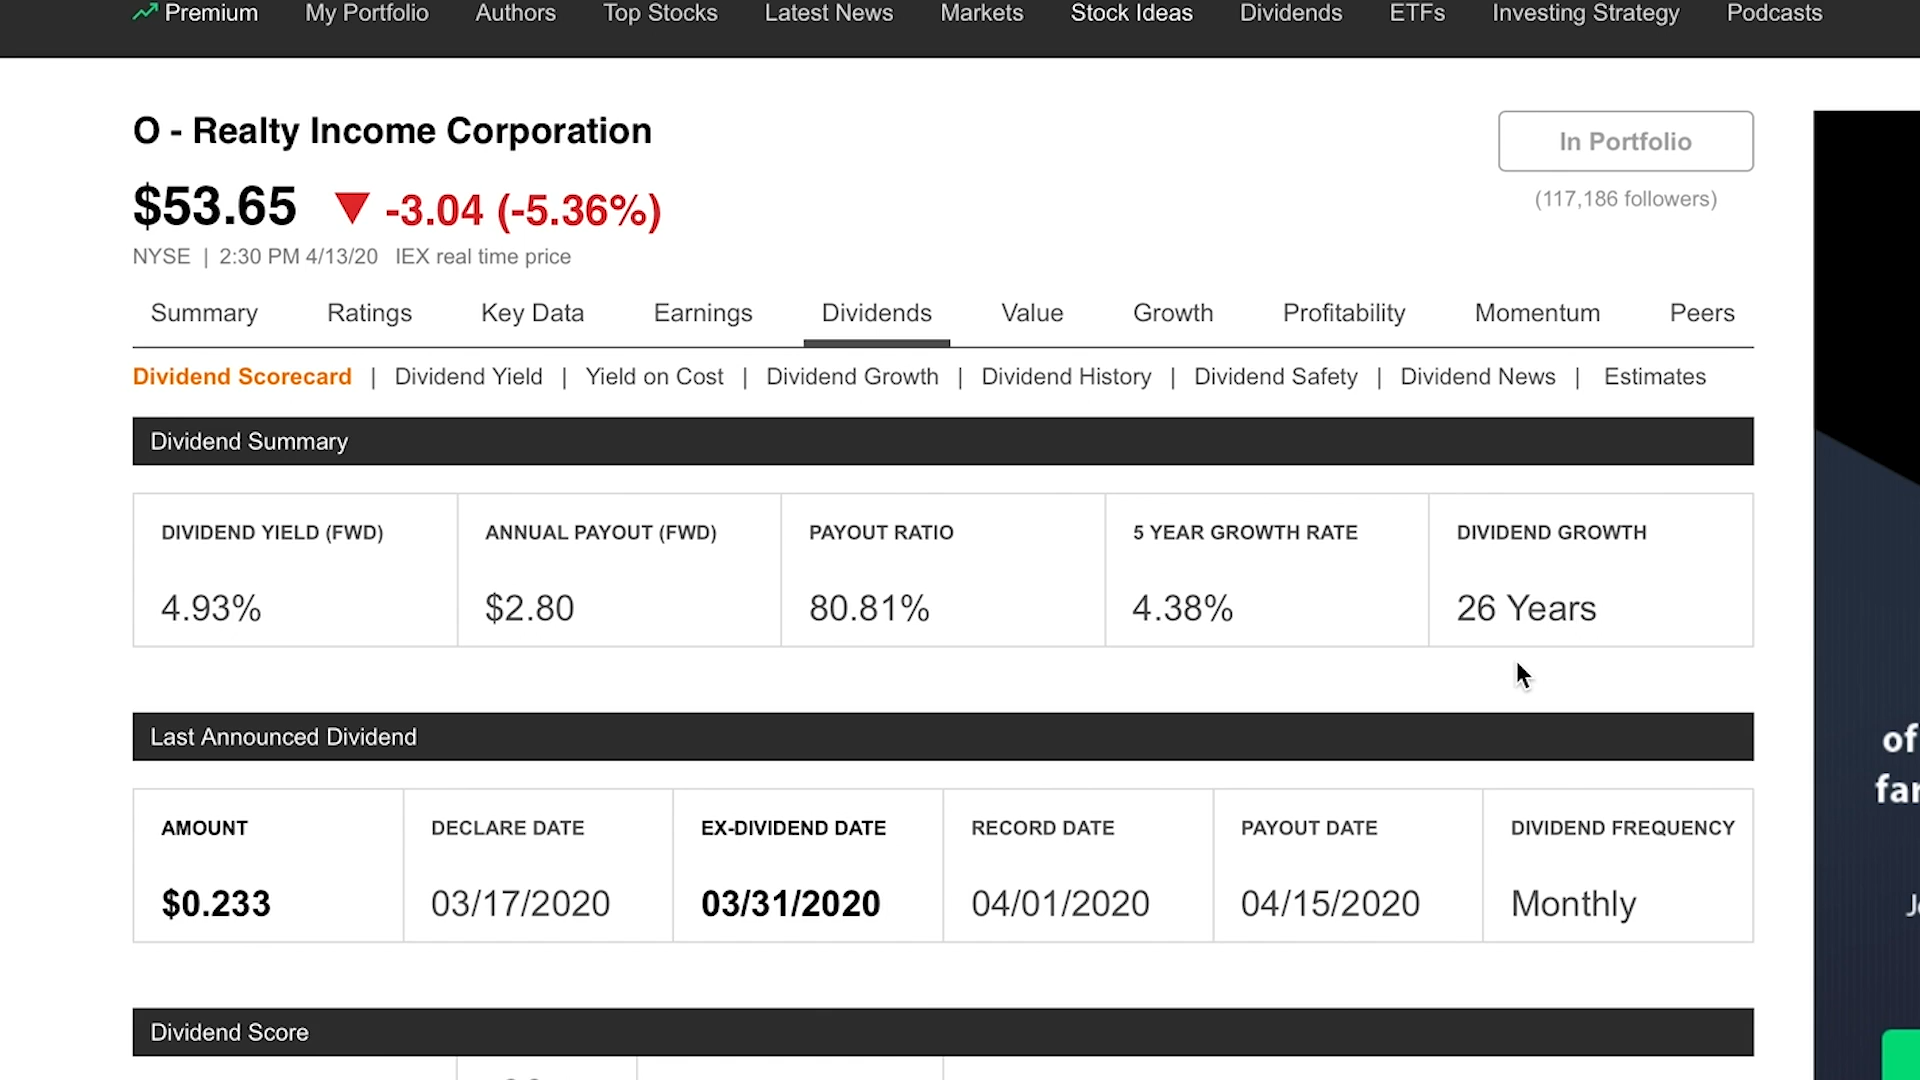 Premium My Portfolio Authors Top Stocks Latest News Markets Stock Ideas Dividends ETFs Investing Strategy Podcasts
O - Realty Income Corporation
In Portfolio
$53.65 ▼ -3.04 (-5.36%)
(117,186 followers)
NYSE | 2:30 PM 4/13/20 IEX real time price
Summary Ratings Key Data Earnings Dividends Value Growth Profitability Momentum Peers
Dividend Scorecard | Dividend Yield | Yield on Cost | Dividend Growth | Dividend History | Dividend Safety | Dividend News | Estimates
Dividend Summary
DIVIDEND YIELD (FWD) ANNUAL PAYOUT (FWD) PAYOUT RATIO 5 YEAR GROWTH RATE DIVIDEND GROWTH
4.93% $2.80 80.81% 4.38% 26 Years
Last Announced Dividend
of
AMOUNT DECLARE DATE EX-DIVIDEND DATE RECORD DATE PAYOUT DATE DIVIDEND FREQUENCY
$0.233 03/17/2020 03/31/2020 04/01/2020 04/15/2020 Monthly
Dividend Score